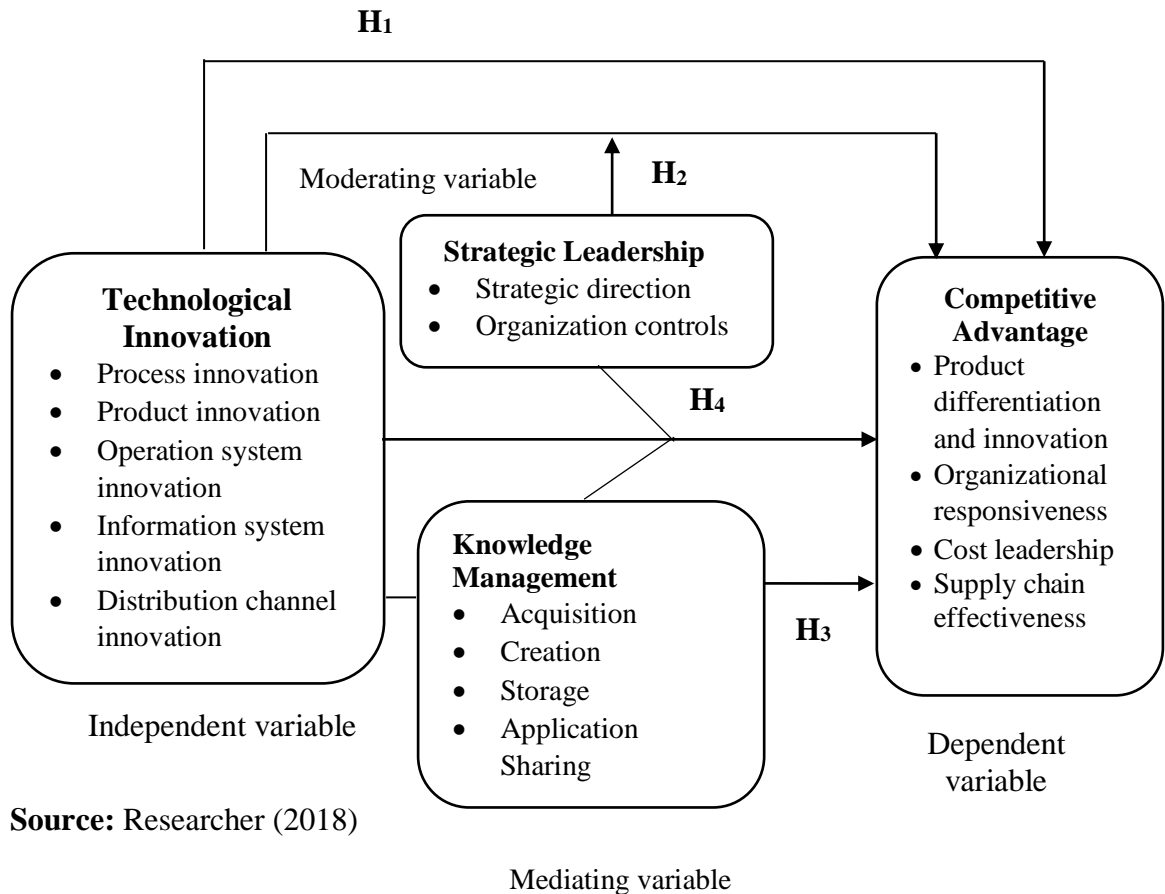 H1
Moderating variable
H2
Strategic Leadership
• Strategic direction
• Organization controls
Technological
Innovation
• Process innovation
• Product innovation
• Operation system
innovation
• Information system
innovation
• Distribution channel
innovation
Independent variable
H4
Knowledge
Management
• Acquisition
• Creation
• Storage
• Application
Sharing
H3
Competitive
Advantage
• Product
differentiation
and innovation
• Organizational
responsiveness
• Cost leadership
• Supply chain
effectiveness
Dependent
variable
Source: Researcher (2018)
Mediating variable